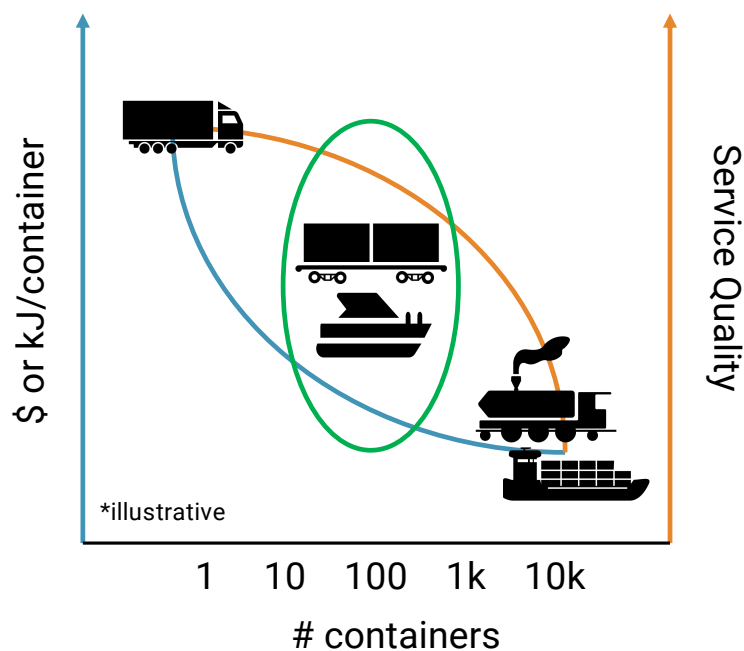 $ or kJ/container
Service Quality
*illustrative
1 10 100 1k 10k
# containers